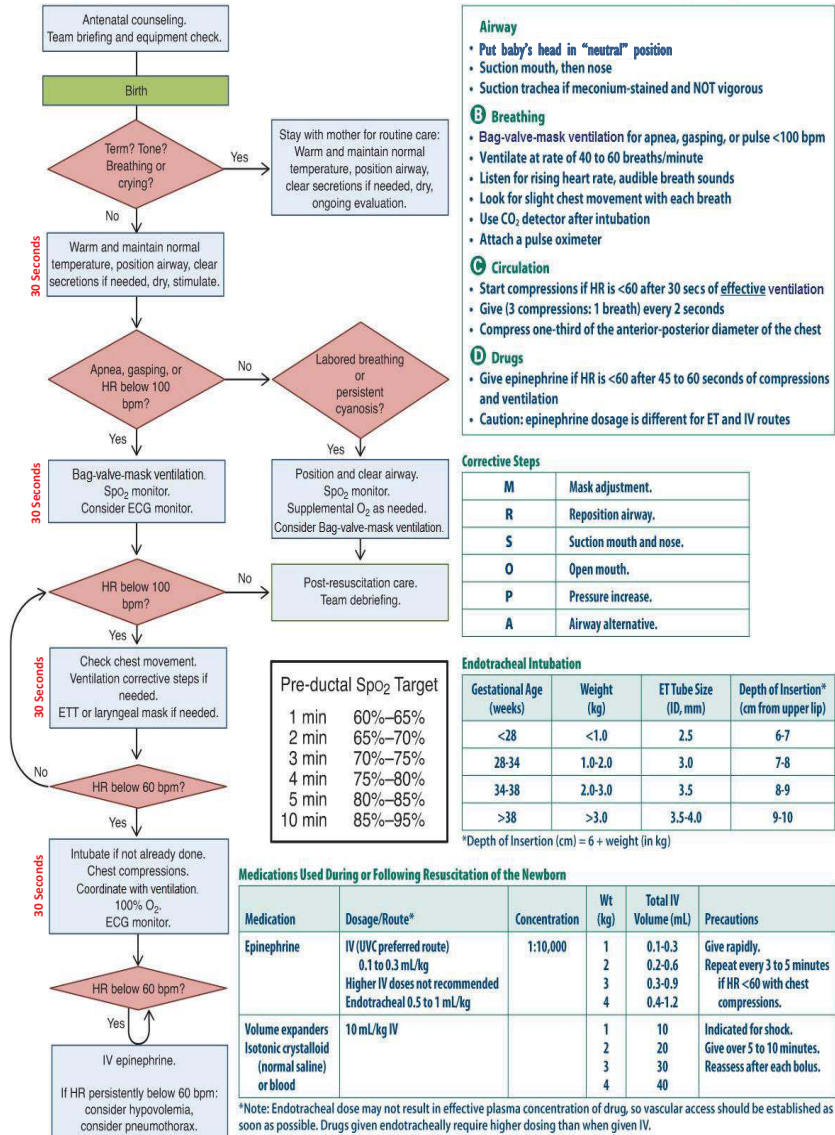 Antenatal counseling.
Team briefing and equipment check.
Birth
Term? Tone?
Breathing or
crying?
Yes
Stay with mother for routine care:
Warm and maintain normal
temperature, position airway,
clear secretions if needed, dry,
ongoing evaluation.
No
30 Seconds
Warm and maintain normal
temperature, position airway, clear
secretions if needed, dry, stimulate.
Apnea, gasping, or
HR below 100
bpm?
No
Labored breathing
or
persistent
cyanosis?
Yes
Yes
30 Seconds
Bag-valve-mask ventilation.
SpO2 monitor.
Consider ECG monitor.
Position and clear airway.
SpO2 monitor.
Supplemental O2 as needed.
Consider Bag-valve-mask ventilation.
HR below 100
bpm?
No
Post-resuscitation care.
Team debriefing.
Yes
30 Seconds
Check chest movement.
Ventilation corrective steps if
needed.
ETT or laryngeal mask if needed.
No
HR below 60 bpm?
Yes
30 Seconds
Intubate if not already done.
Chest compressions.
Coordinate with ventilation.
100% O2.
ECG monitor.
HR below 60 bpm?
Yes
IV epinephrine.
If HR persistently below 60 bpm:
consider hypovolemia,
consider pneumothorax.
Pre-ductal SpO2 Target
1 min 60%–65%
2 min 65%–70%
3 min 70%–75%
4 min 75%–80%
5 min 80%–85%
10 min 85%–95%
Airway
• Put baby's head in “neutral” position
• Suction mouth, then nose
• Suction trachea if meconium-stained and NOT vigorous
B Breathing
• Bag-valve-mask ventilation for apnea, gasping, or pulse <100 bpm
• Ventilate at rate of 40 to 60 breaths/minute
• Listen for rising heart rate, audible breath sounds
• Look for slight chest movement with each breath
• Use CO2 detector after intubation
• Attach a pulse oximeter
C Circulation
• Start compressions if HR is <60 after 30 secs of effective ventilation
• Give (3 compressions: 1 breath) every 2 seconds
• Compress one-third of the anterior-posterior diameter of the chest
D Drugs
• Give epinephrine if HR is <60 after 45 to 60 seconds of compressions
and ventilation
• Caution: epinephrine dosage is different for ET and IV routes
Corrective Steps
M Mask adjustment.
R Reposition airway.
S Suction mouth and nose.
O Open mouth.
P Pressure increase.
A Airway alternative.
Endotracheal Intubation
Gestational Age Weight ET Tube Size Depth of Insertion*
(weeks) (kg) (ID, mm) (cm from upper lip)
<28 <1.0 2.5 6-7
28-34 1.0-2.0 3.0 7-8
34-38 2.0-3.0 3.5 8-9
>38 >3.0 3.5-4.0 9-10
*Depth of Insertion (cm) = 6 + weight (in kg)
Medications Used During or Following Resuscitation of the Newborn
Wt Total IV
Medication Dosage/Route* Concentration (kg) Volume (mL) Precautions
Epinephrine IV (UVC preferred route) 1:10,000 1 0.1-0.3 Give rapidly.
0.1 to 0.3 mL/kg 2 0.2-0.6 Repeat every 3 to 5 minutes
Higher IV doses not recommended 3 0.3-0.9 if HR <60 with chest
Endotracheal 0.5 to 1 mL/kg 4 0.4-1.2 compressions.
Volume expanders 10 mL/kg IV 1 10 Indicated for shock.
Isotonic crystalloid 2 20 Give over 5 to 10 minutes.
(normal saline) 3 30 Reassess after each bolus.
or blood 4 40
*Note: Endotracheal dose may not result in effective plasma concentration of drug, so vascular access should be established as
soon as possible. Drugs given endotracheally require higher dosing than when given IV.